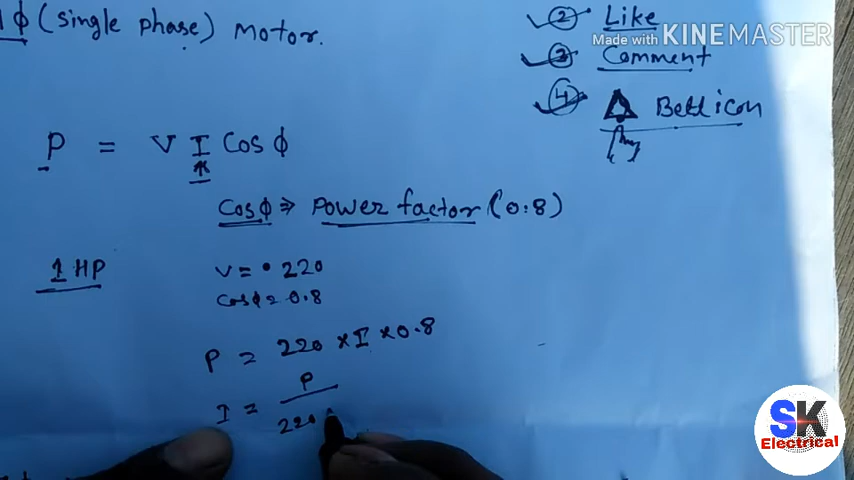 1ϕ (single phase) Motor.
② Like
Made with KINEMASTER
③ Comment
④ Bell icon
P = V I Cosϕ
Cosϕ ⇒ Power factor (0.8)
1 HP
V = 220
Cosϕ = 0.8
P = 220 × I × 0.8
I = P
220
SK
Electrical